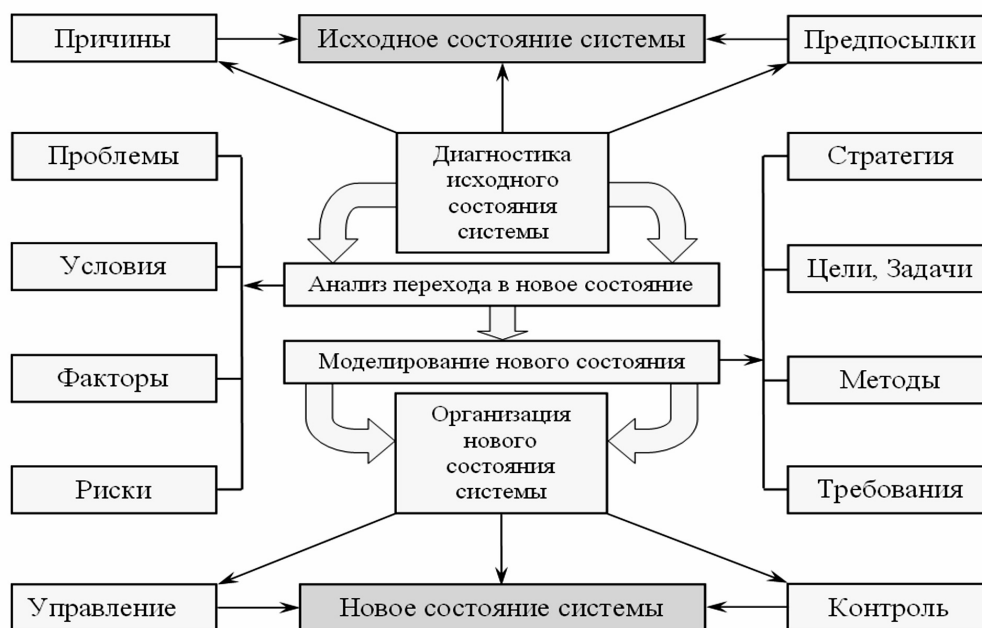 Причины
Исходное состояние системы
Предпосылки
Проблемы
Диагностика
исходного
состояния
системы
Стратегия
Условия
Анализ перехода в новое состояние
Цели, Задачи
Моделирование нового состояния
Факторы
Методы
Организация
нового
состояния
системы
Риски
Требования
Управление
Новое состояние системы
Контроль